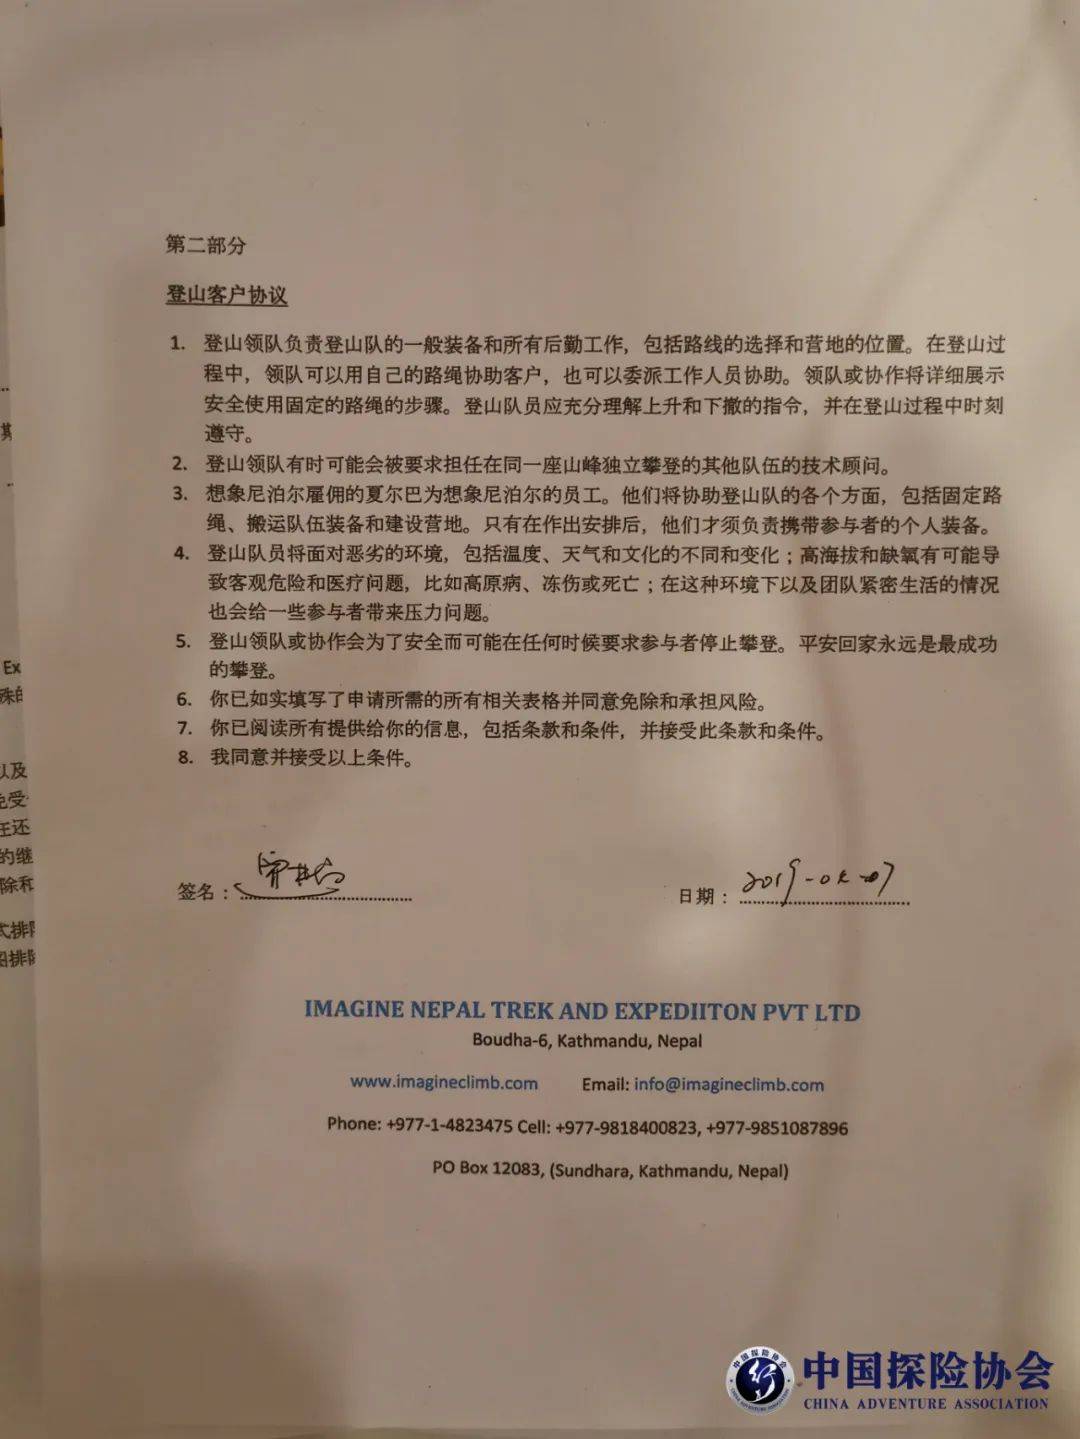 第二部分
登山客户协议
1. 登山领队负责登山队的一般装备和所有后勤工作，包括路线的选择和营地的位置。在登山过
程中，领队可以用自己的路绳协助客户，也可以委派工作人员协助。领队或协作将详细展示
安全使用固定的路绳的步骤。登山队员应充分理解上升和下撤的指令，并在登山过程中时刻
遵守。
2. 登山领队有时可能会被要求担任在同一座山峰独立攀登的其他队伍的技术顾问。
3. 想象尼泊尔雇佣的夏尔巴为想象尼泊尔的员工。他们将协助登山队的各个方面，包括固定路
绳、搬运队伍装备和建设营地。只有在作出安排后，他们才须负责携带参与者的个人装备。
4. 登山队员将面对恶劣的环境，包括温度、天气和文化的不同和变化；高海拔和缺氧有可能导
致客观危险和医疗问题，比如高原病、冻伤或死亡；在这种环境下以及团队紧密生活的情况
也会给一些参与者带来压力问题。
5. 登山领队或协作会为了安全而可能在任何时候要求参与者停止攀登。平安回家永远是最成功
的攀登。
6. 你已如实填写了申请所需的所有相关表格并同意免除和承担风险。
7. 你已阅读所有提供给你的信息，包括条款和条件，并接受此条款和条件。
8. 我同意并接受以上条件。
签名：
日期：
IMAGINE NEPAL TREK AND EXPEDIITON PVT LTD
Boudha-6, Kathmandu, Nepal
www.imagineclimb.com Email: info@imagineclimb.com
Phone: +977-1-4823475 Cell: +977-9818400823, +977-9851087896
PO Box 12083, (Sundhara, Kathmandu, Nepal)
中国探险协会
CHINA ADVENTURE ASSOCIATION